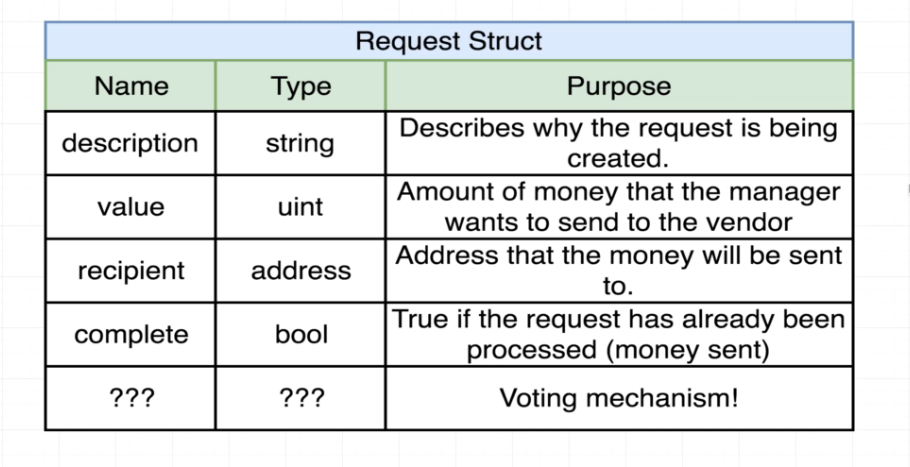 Request Struct
Name Type Purpose
description string Describes why the request is being
created.
value uint Amount of money that the manager
wants to send to the vendor
recipient address Address that the money will be sent
to.
complete bool True if the request has already been
processed (money sent)
??? ??? Voting mechanism!